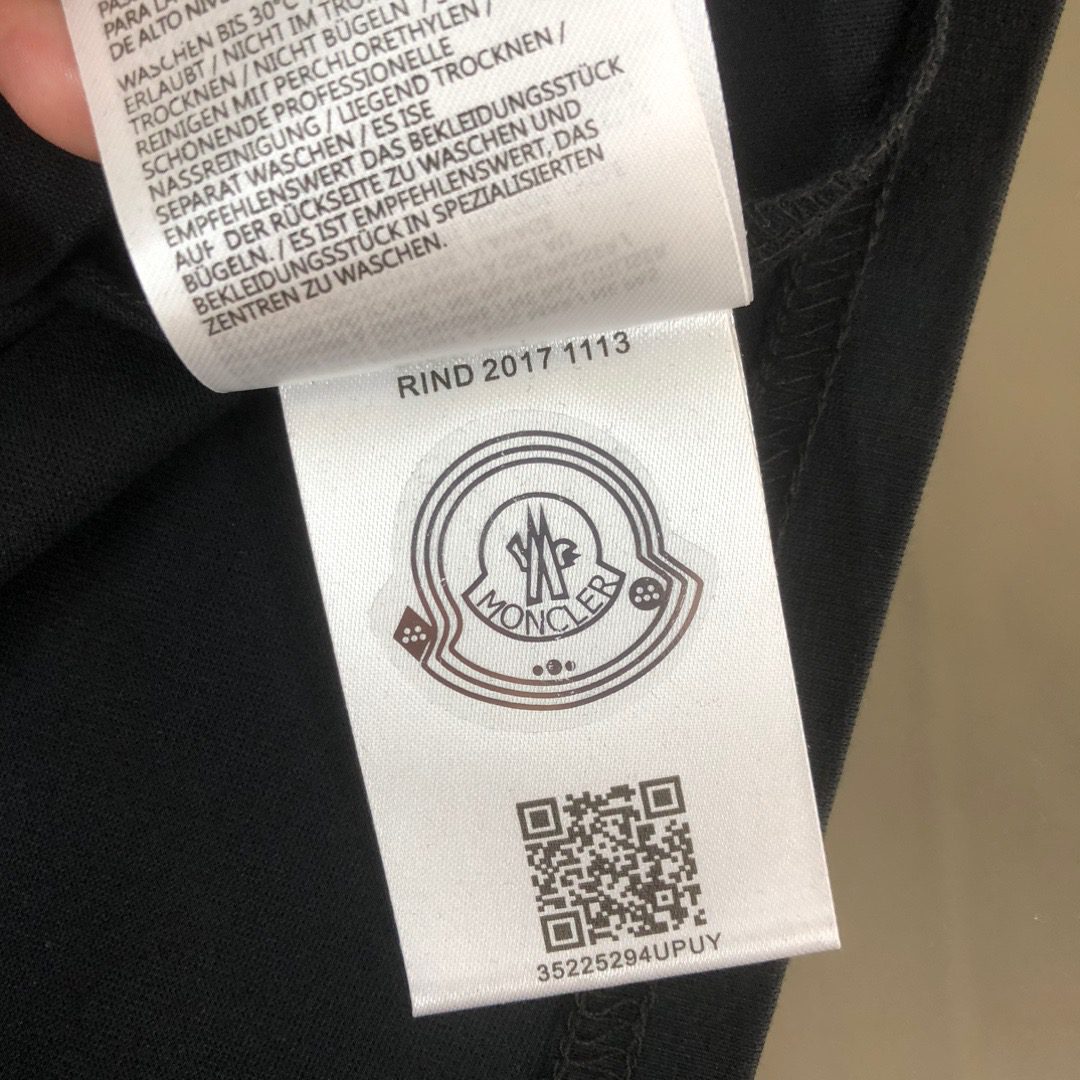 PARA LA
DE ALTO NIV
WASCHEN BIS 30°C
ERLAUBT / NICHT IM
TROCKNEN / NICHT BÜGELN /
REINIGEN MIT PERCHLORETHYLEN /
SCHONENDE PROFESSIONELLE
NASSREINIGUNG / LIEGEND TROCKNEN /
SEPARAT WASCHEN / ES ISE
EMPFEHLENSWERT DAS BEKLEIDUNGSSTÜCK
AUF DER RÜCKSEITE ZU WASCHEN UND
BÜGELN. / ES IST EMPFEHLENSWERT, DAS
BEKLEIDUNGSSTÜCK IN SPEZIALISIERTEN
ZENTREN ZU WASCHEN.
RIND 2017 1113
MONCLER
35225294UPUY